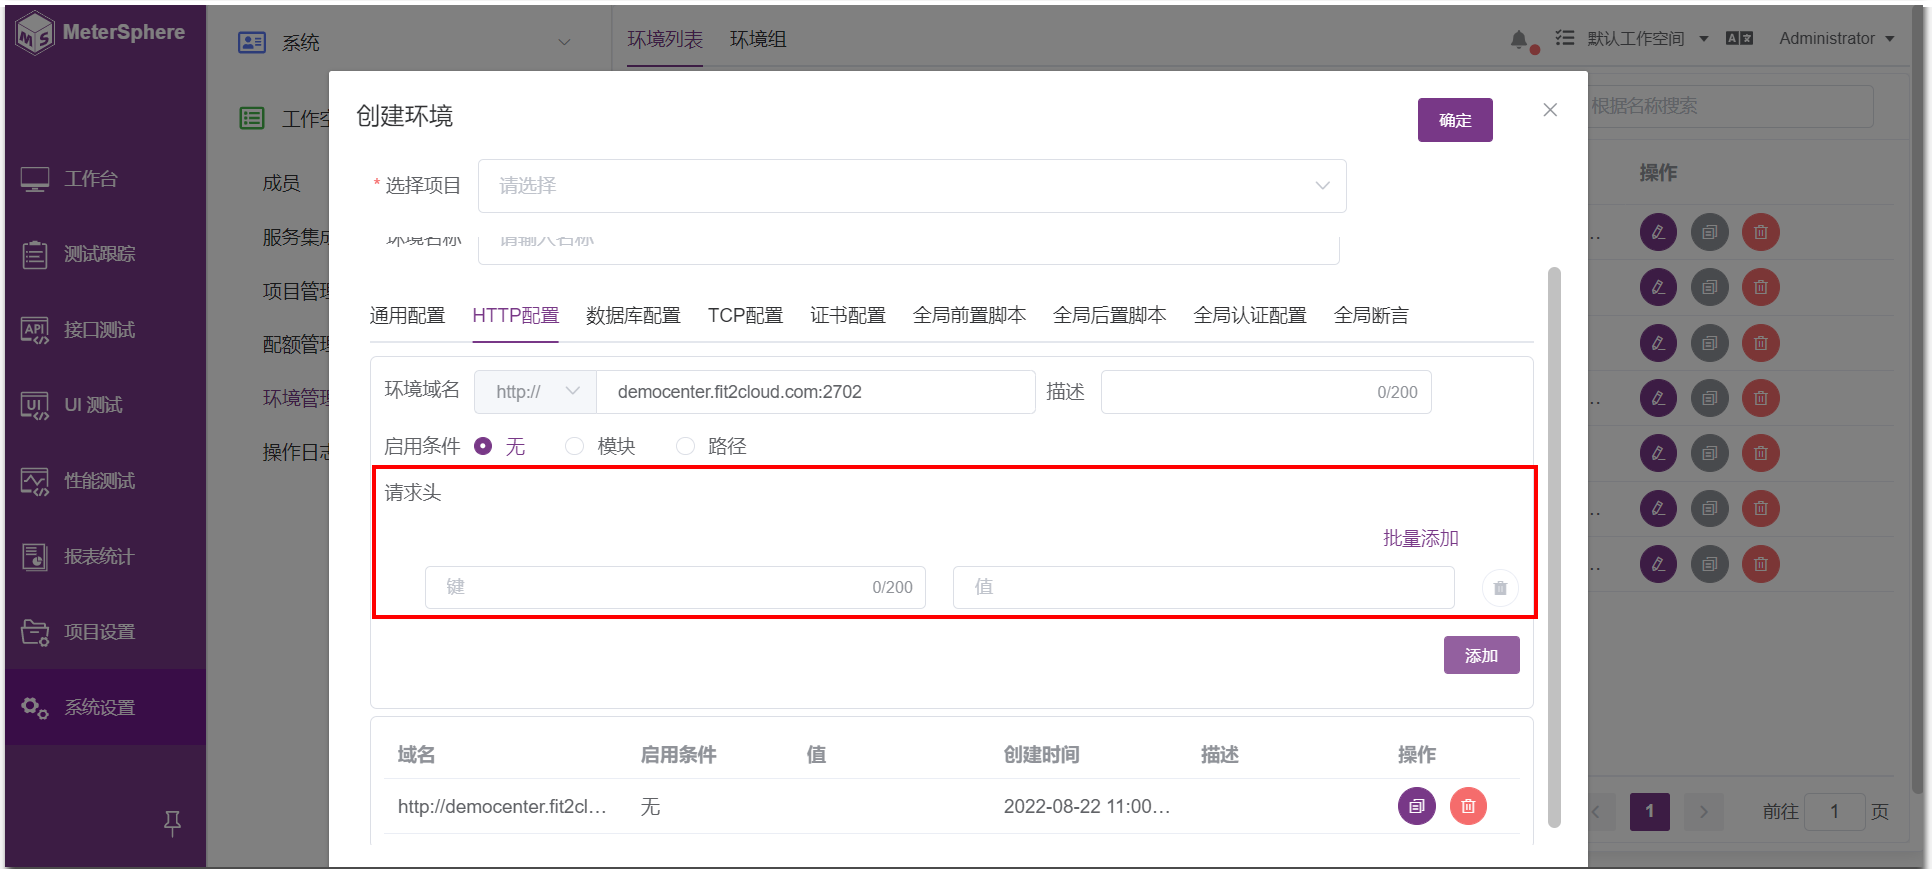 MeterSphere
工作台
测试跟踪
接口测试
UI 测试
性能测试
报表统计
项目设置
系统设置
系统
工作空
成员
服务集成
项目管理
配额管理
环境管理
操作日志
环境列表 环境组
默认工作空间 Administrator
根据名称搜索
操作
创建环境 确定
* 选择项目 请选择
环境名称 请输入名称
通用配置 HTTP配置 数据库配置 TCP配置 证书配置 全局前置脚本 全局后置脚本 全局认证配置 全局断言
环境域名 http:// democenter.fit2cloud.com:2702 描述 0/200
启用条件 无 模块 路径
请求头
批量添加
键 0/200 值
添加
域名 启用条件 值 创建时间 描述 操作
http://democenter.fit2cl... 无 2022-08-22 11:00...
1 前往 1 页